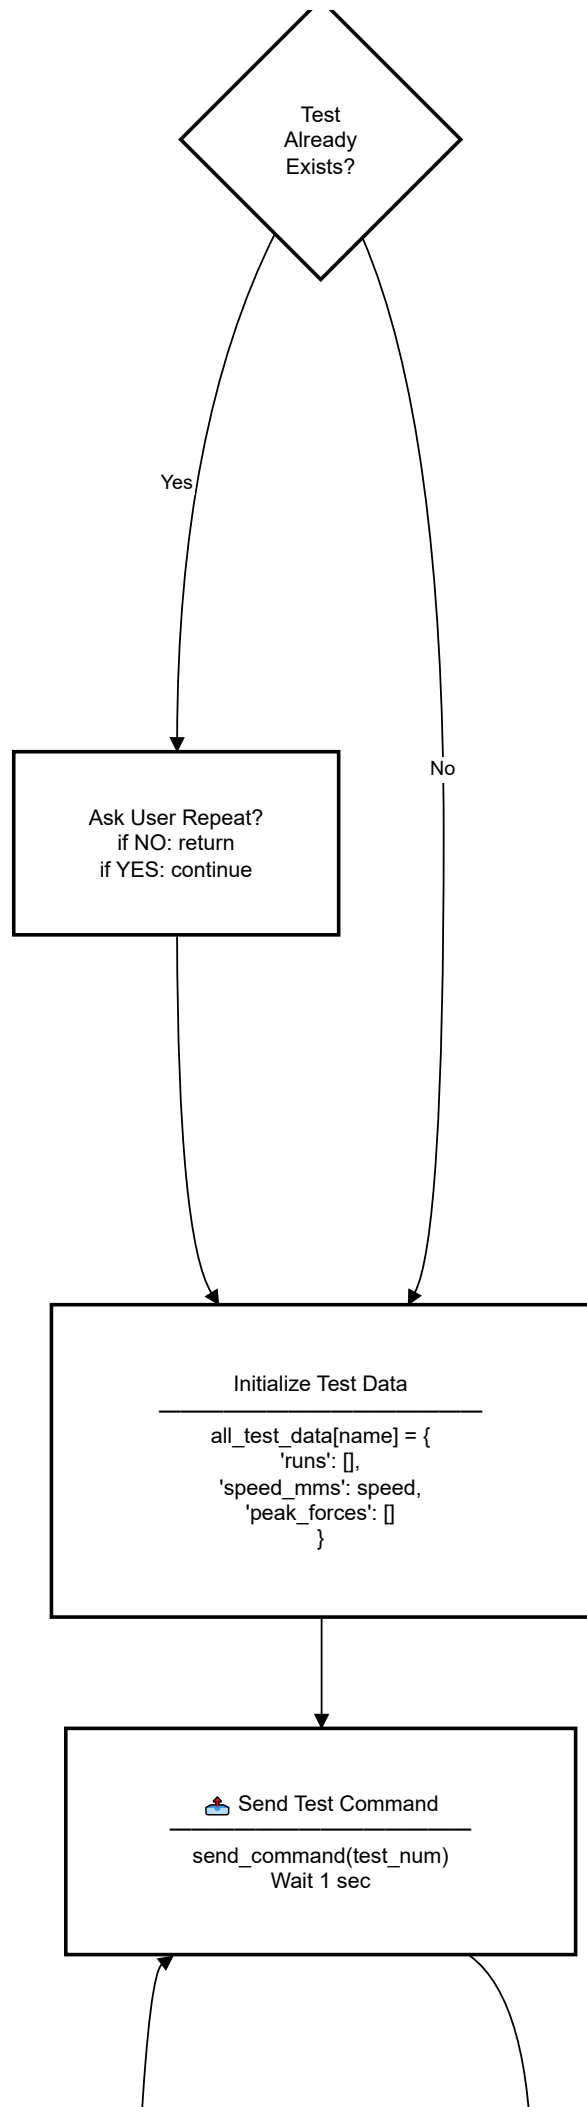 Test
Already
Exists?
Yes
No
Ask User Repeat?
if NO: return
if YES: continue
Initialize Test Data
all_test_data[name] = {
'runs': [],
'speed_mms': speed,
'peak_forces': []
}
📤 Send Test Command
send_command(test_num)
Wait 1 sec